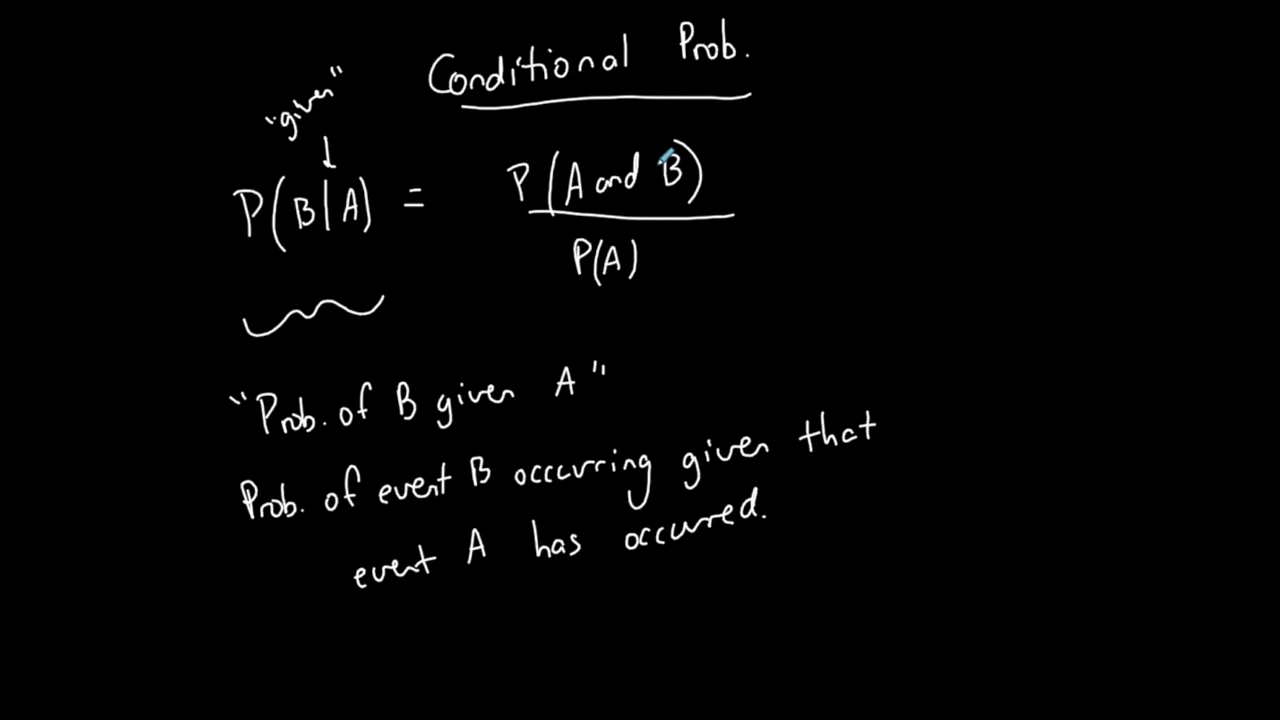 Conditional Prob.
"given"
↓
P(B|A) = P(A and B)
P(A)
"Prob. of B given A"
Prob. of event B occurring given that
event A has occurred.